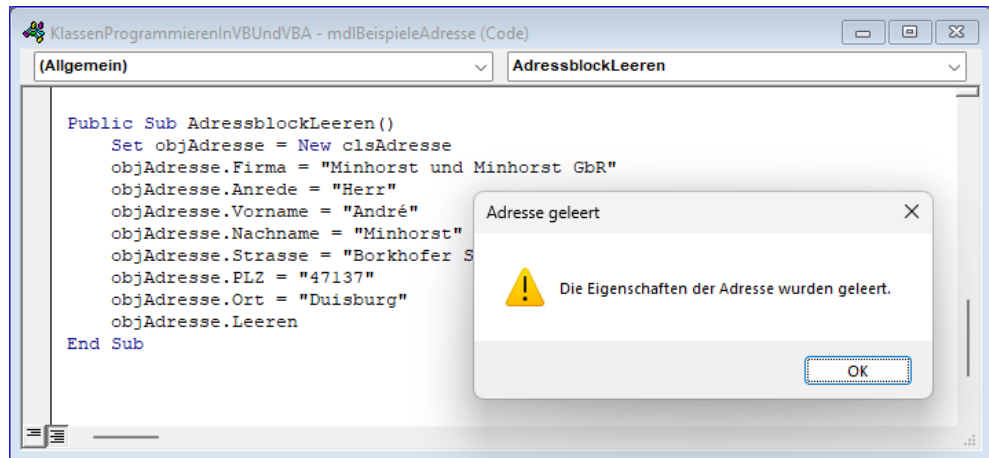 KlassenProgrammierenInVBUndVBA - mdlBeispieleAdresse (Code)
(Allgemein)
AdressblockLeeren
Public Sub AdressblockLeeren()
Set objAdresse = New clsAdresse
objAdresse.Firma = "Minhorst und Minhorst GbR"
objAdresse.Anrede = "Herr"
objAdresse.Vorname = "André"
objAdresse.Nachname = "Minhorst"
objAdresse.Strasse = "Borkhofer S
objAdresse.PLZ = "47137"
objAdresse.Ort = "Duisburg"
objAdresse.Leeren
End Sub
Adresse geleert
Die Eigenschaften der Adresse wurden geleert.
OK